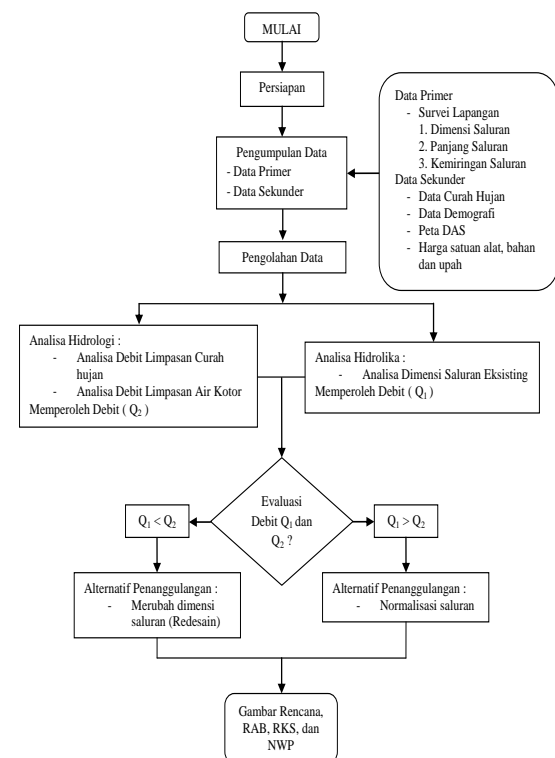 MULAI
Persiapan
Pengumpulan Data
- Data Primer
- Data Sekunder
Data Primer
- Survei Lapangan
1. Dimensi Saluran
2. Panjang Saluran
3. Kemiringan Saluran
Data Sekunder
- Data Curah Hujan
- Data Demografi
- Peta DAS
- Harga satuan alat, bahan
dan upah
Pengolahan Data
Analisa Hidrologi :
- Analisa Debit Limpasan Curah
hujan
- Analisa Debit Limpasan Air Kotor
Memperoleh Debit ( Q₂ )
Analisa Hidrolika :
- Analisa Dimensi Saluran Eksisting
Memperoleh Debit ( Q₁ )
Evaluasi
Debit Q₁ dan
Q₂ ?
Q₁ < Q₂
Q₁ > Q₂
Alternatif Penanggulangan :
- Merubah dimensi
saluran (Redesain)
Alternatif Penanggulangan :
- Normalisasi saluran
Gambar Rencana,
RAB, RKS, dan
NWP